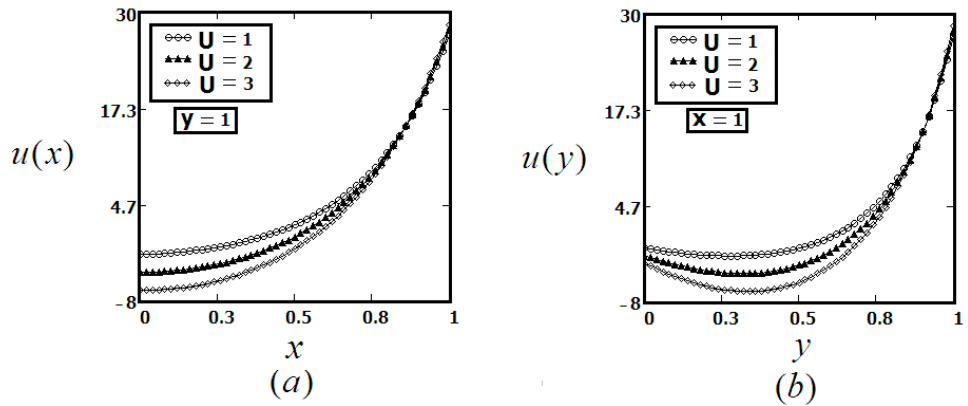 30
U = 1
U = 2
U = 3
17.3
y = 1
u(x)
4.7
-8
0 0.3 0.5 0.8 1
x
(a)
30
U = 1
U = 2
U = 3
17.3
x = 1
u(y)
4.7
-8
0 0.3 0.5 0.8 1
y
(b)